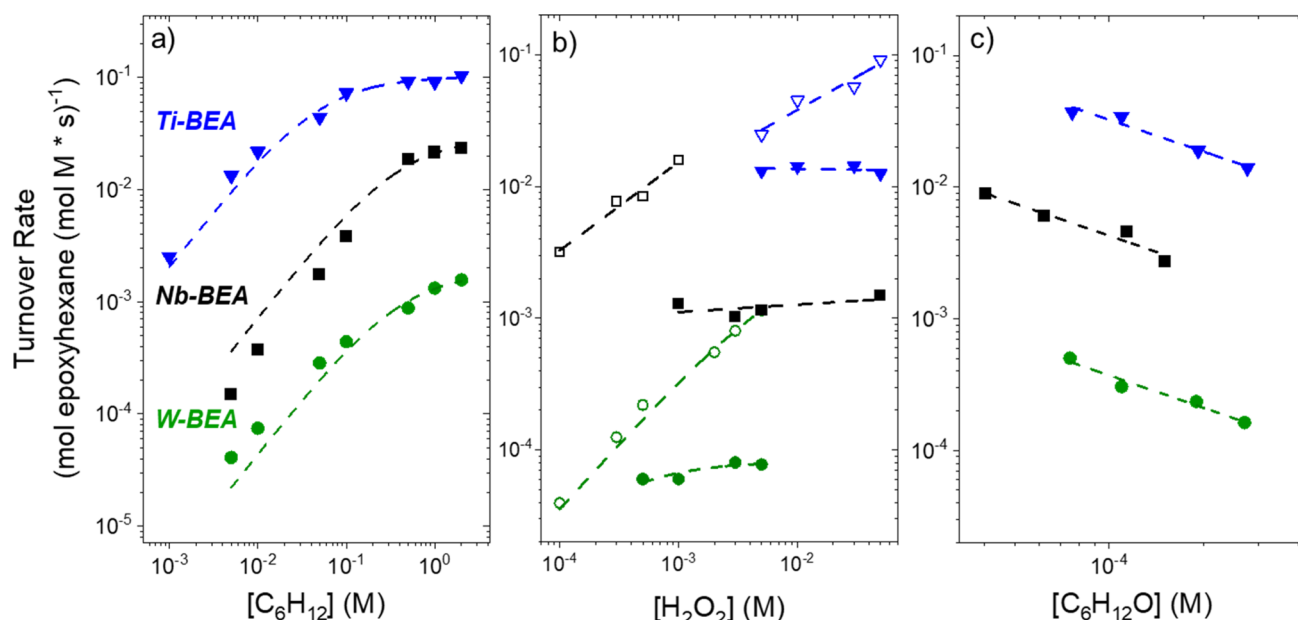 a)
b)
c)
Turnover Rate
(mol epoxyhexane (mol M * s)⁻¹)
Ti-BEA
Nb-BEA
W-BEA
10⁻¹
10⁻²
10⁻³
10⁻⁴
10⁻⁵
10⁻³ 10⁻² 10⁻¹ 10⁰
[C₆H₁₂] (M)
10⁻¹
10⁻²
10⁻³
10⁻⁴
10⁻⁴ 10⁻³ 10⁻²
[H₂O₂] (M)
10⁻¹
10⁻²
10⁻³
10⁻⁴
10⁻⁴
[C₆H₁₂O] (M)